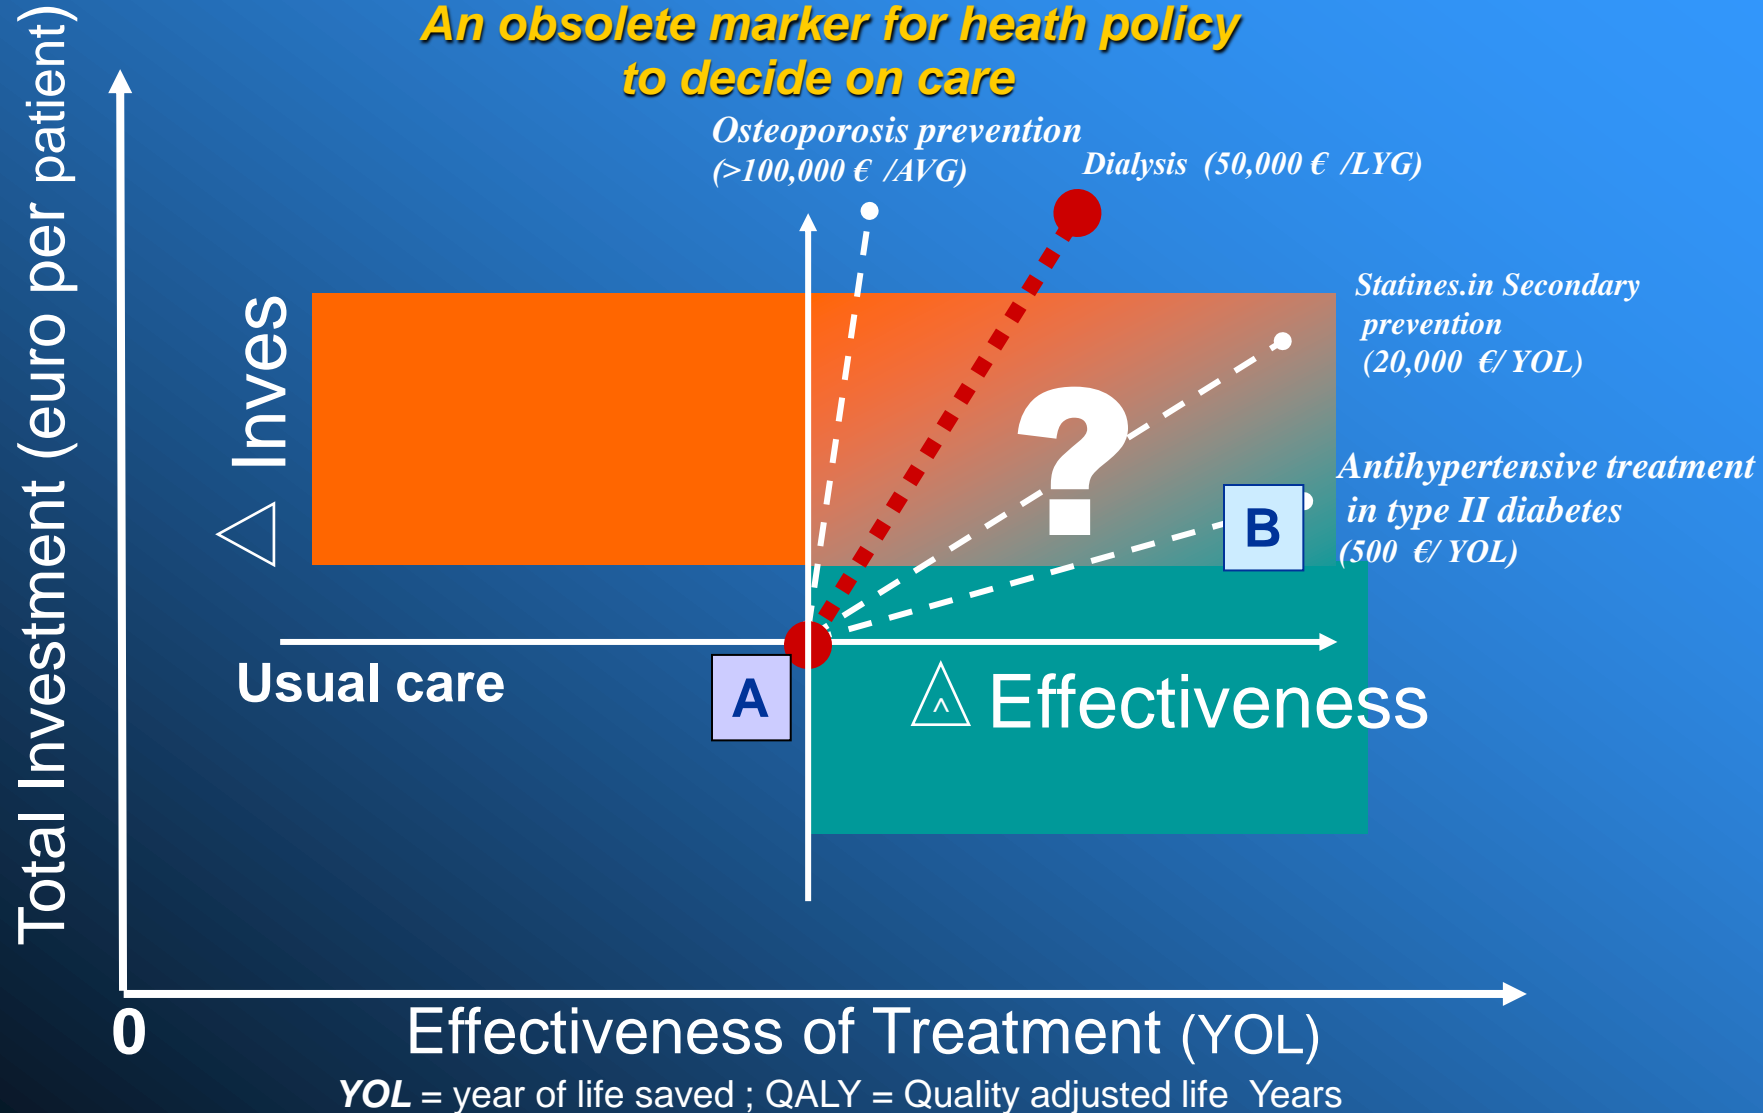 An obsolete marker for heath policy
to decide on care
Total Investment (euro per patient)
Osteoporosis prevention
(>100,000 € /AVG)
Dialysis (50,000 € /LYG)
Statines.in Secondary
prevention
(20,000 €/ YOL)
△ Inves
?
Antihypertensive treatment
in type II diabetes
(500 €/ YOL)
B
Usual care
A
△ Effectiveness
^
0
Effectiveness of Treatment (YOL)
YOL = year of life saved ; QALY = Quality adjusted life Years